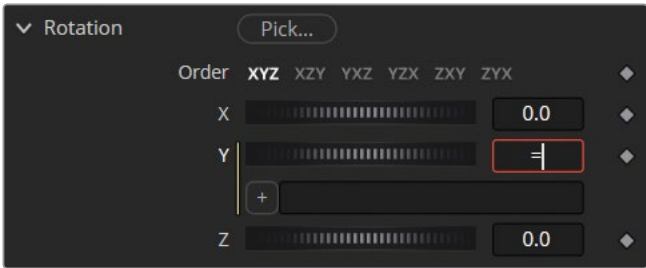 Rotation Pick...
Order XYZ XZY YXZ YZX ZXY ZYX
X 0.0
Y =
+
Z 0.0